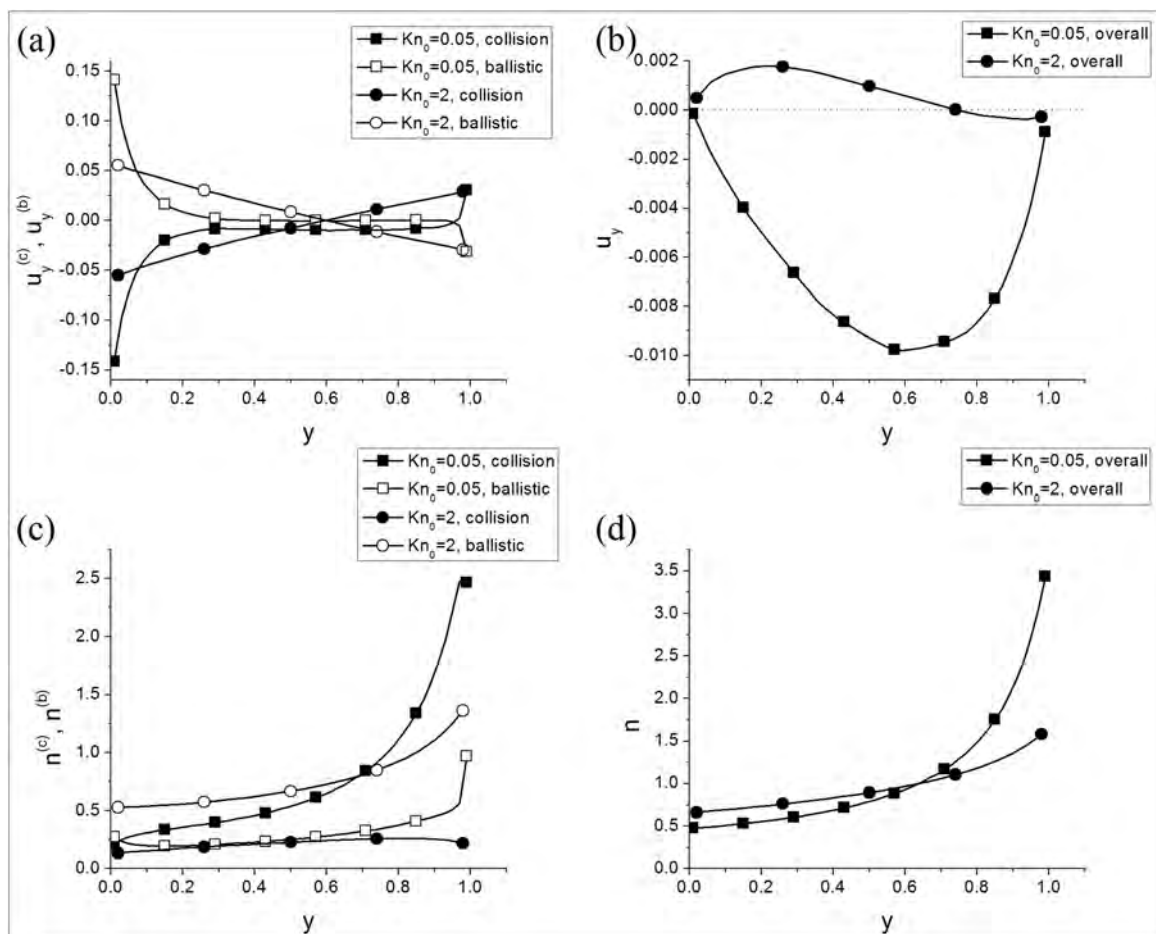 (a)
Kn₀=0.05, collision
Kn₀=0.05, ballistic
Kn₀=2, collision
Kn₀=2, ballistic
0.15
0.10
0.05
0.00
-0.05
-0.10
-0.15
u_y^(c), u_y^(b)
0.0 0.2 0.4 0.6 0.8 1.0
y
(b)
Kn₀=0.05, overall
Kn₀=2, overall
0.002
0.000
-0.002
-0.004
-0.006
-0.008
-0.010
u_y
0.0 0.2 0.4 0.6 0.8 1.0
y
(c)
Kn₀=0.05, collision
Kn₀=0.05, ballistic
Kn₀=2, collision
Kn₀=2, ballistic
2.5
2.0
1.5
1.0
0.5
0.0
n^(c), n^(b)
0.0 0.2 0.4 0.6 0.8 1.0
y
(d)
Kn₀=0.05, overall
Kn₀=2, overall
3.5
3.0
2.5
2.0
1.5
1.0
0.5
0.0
n
0.0 0.2 0.4 0.6 0.8 1.0
y